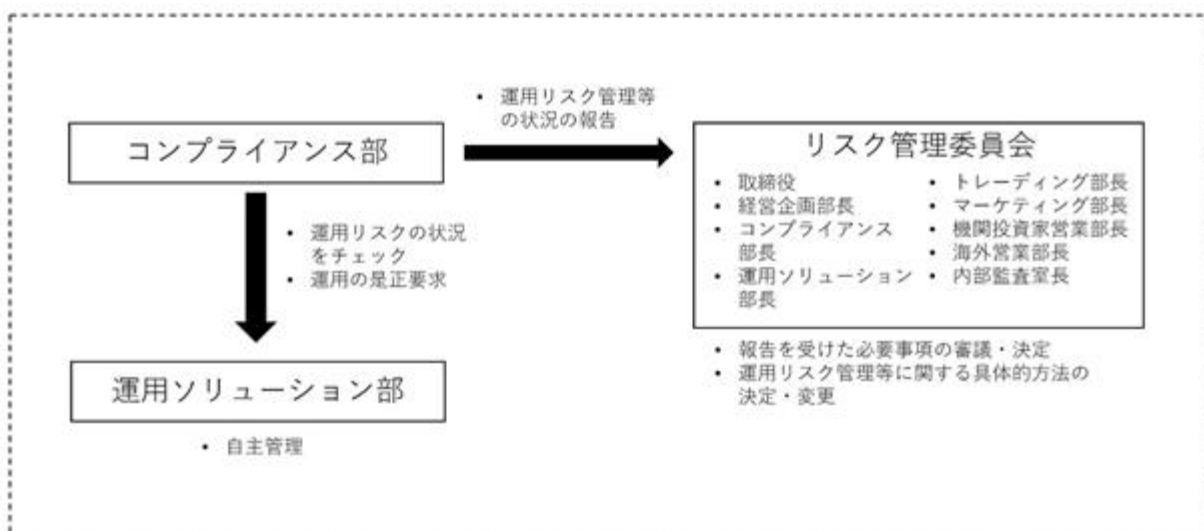 • 運用リスク管理等
の状況の報告
コンプライアンス部
リスク管理委員会
• 取締役
• 経営企画部長
• コンプライアンス
部長
• 運用ソリューション
部長
• トレーディング部長
• マーケティング部長
• 機関投資家営業部長
• 海外営業部長
• 内部監査室長
• 運用リスクの状況
をチェック
• 運用の是正要求
• 報告を受けた必要事項の審議・決定
• 運用リスク管理等に関する具体的方法の
決定・変更
運用ソリューション部
• 自主管理